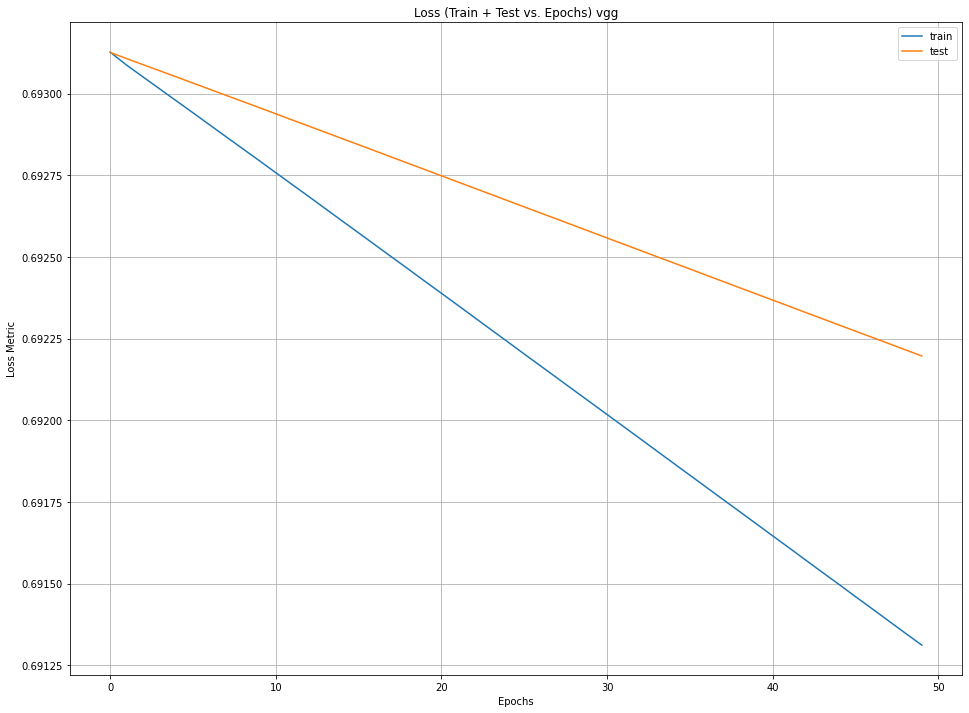 Loss (Train + Test vs. Epochs) vgg
train
test
0.69300
0.69275
0.69250
0.69225
0.69200
0.69175
0.69150
0.69125
Loss Metric
0 10 20 30 40 50
Epochs